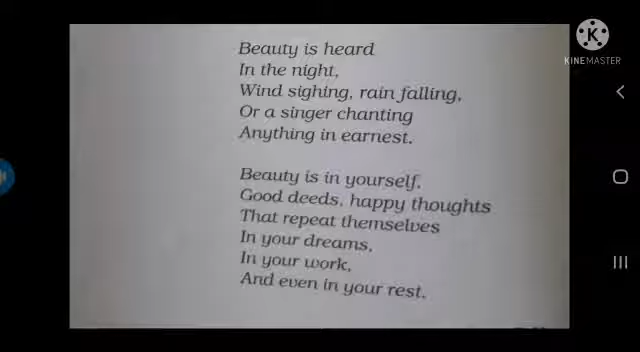 Beauty is heard
In the night,
Wind sighing, rain falling,
Or a singer chanting
Anything in earnest.
Beauty is in yourself.
Good deeds, happy thoughts
That repeat themselves
In your dreams,
In your work,
And even in your rest.
K
KINEMASTER